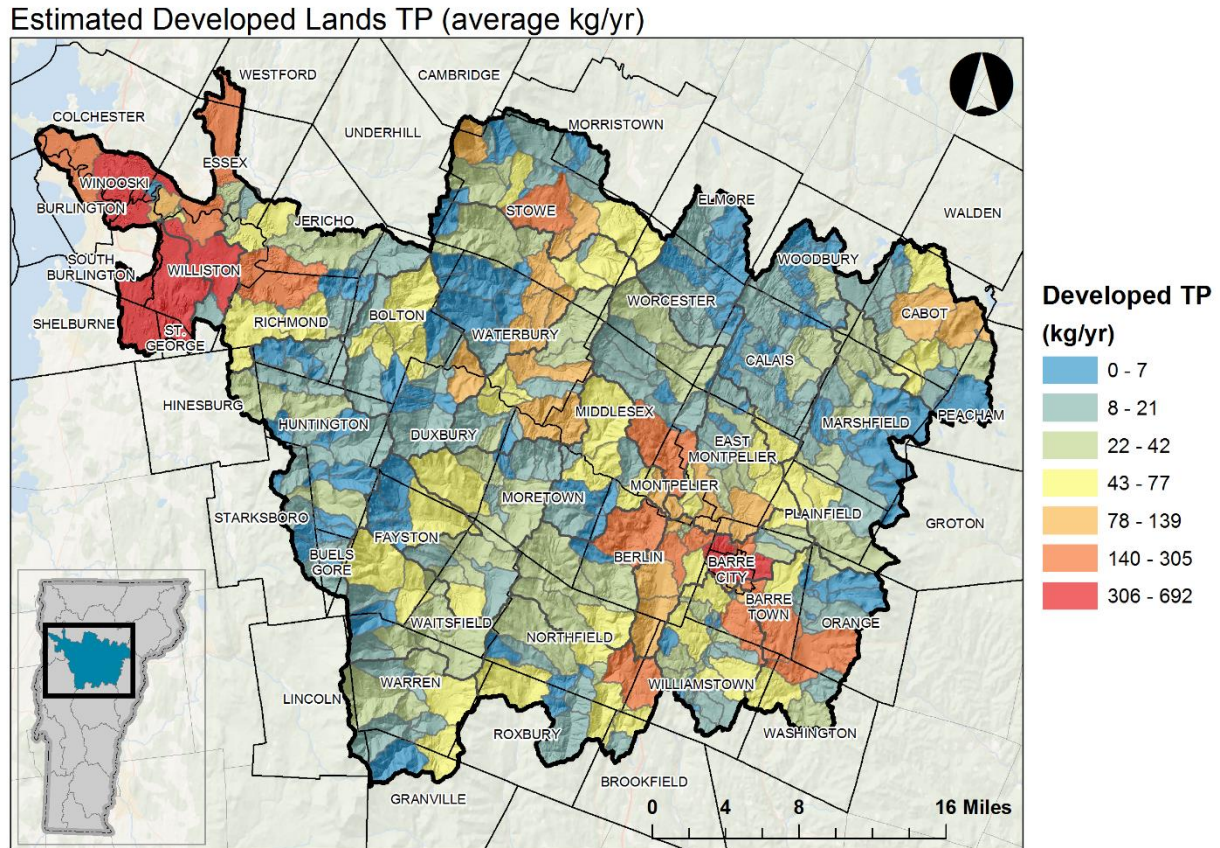 Estimated Developed Lands TP (average kg/yr)
WESTFORD
CAMBRIDGE
COLCHESTER
UNDERHILL
MORRISTOWN
ESSEX
WINOOSKI
BURLINGTON
JERICHO
STOWE
ELMORE
WALDEN
SOUTH
BURLINGTON
WILLISTON
WOODBURY
WORCESTER
CABOT
SHELBURNE
ST.
GEORGE
RICHMOND
BOLTON
WATERBURY
CALAIS
HINESBURG
HUNTINGTON
DUXBURY
MIDDLESEX
EAST
MONTPELIER
MARSHFIELD
PEACHAM
STARKSBORO
MORETOWN
MONTPELIER
PLAINFIELD
GROTON
BUELS
GORE
FAYSTON
BERLIN
BARRE
CITY
BARRE
TOWN
ORANGE
WAITSFIELD
NORTHFIELD
LINCOLN
WARREN
WILLIAMSTOWN
ROXBURY
WASHINGTON
GRANVILLE
BROOKFIELD
0 4 8 16 Miles
Developed TP
(kg/yr)
0 - 7
8 - 21
22 - 42
43 - 77
78 - 139
140 - 305
306 - 692